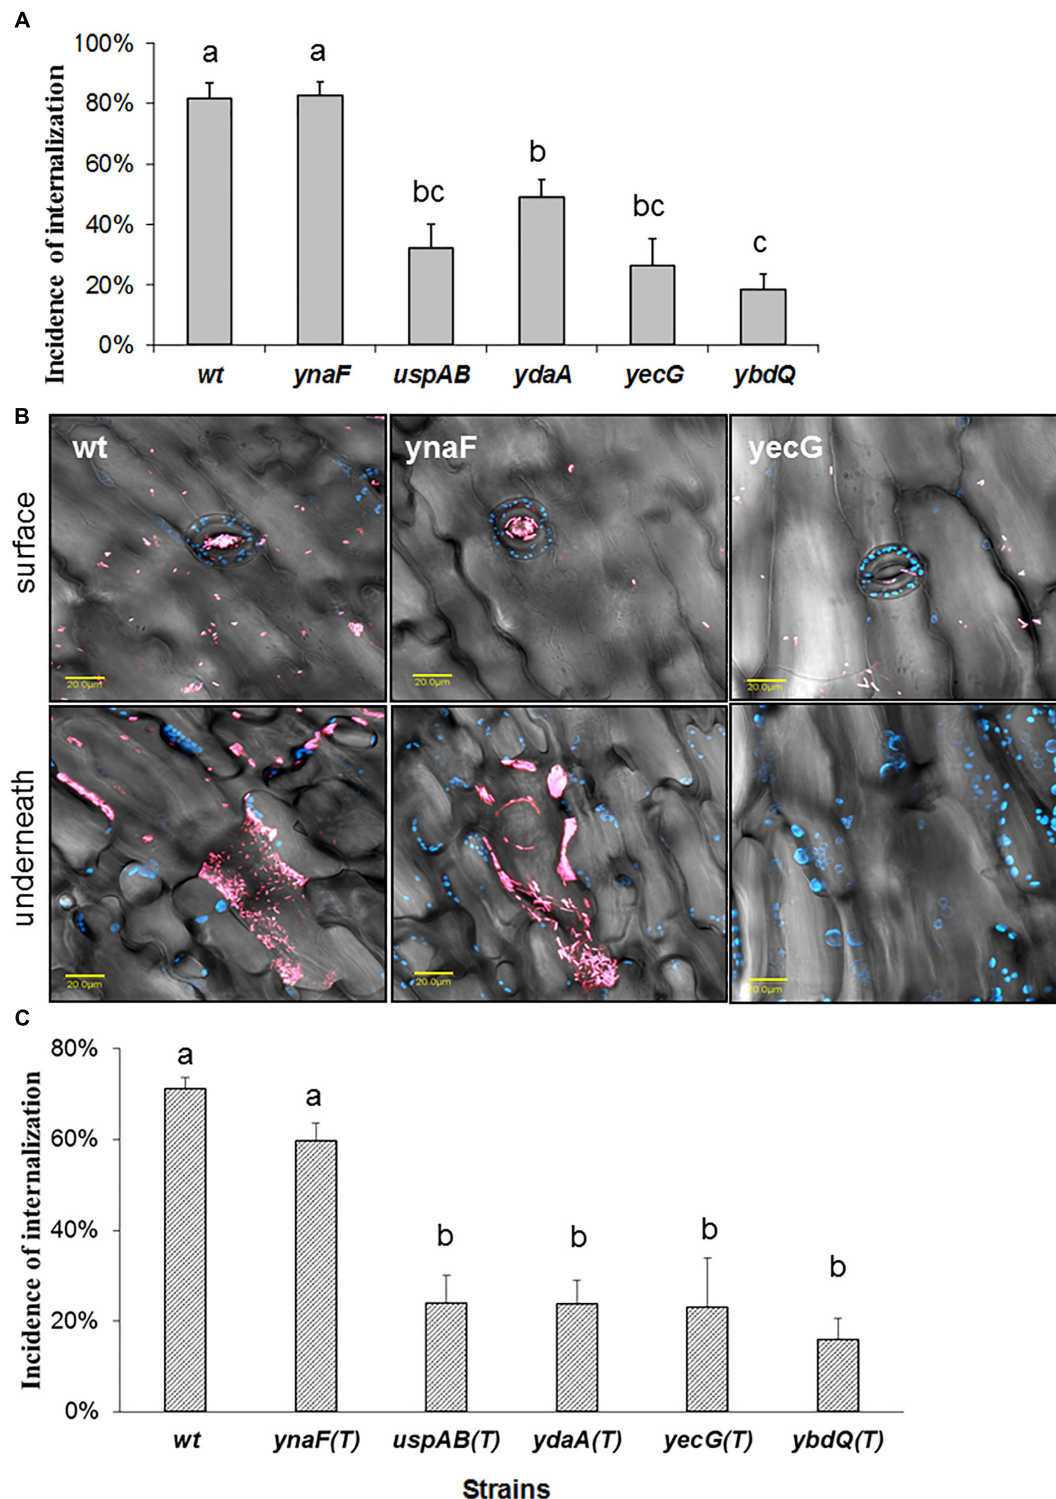 A
100%
80%
60%
40%
20%
0%
Incidence of internalization
a
a
bc
b
bc
c
wt
ynaF
uspAB
ydaA
yecG
ybdQ
B
surface
underneath
wt
ynaF
yecG
20.0µm
20.0µm
20.0µm
20.0µm
20.0µm
20.0µm
C
80%
60%
40%
20%
0%
Incidence of internalization
a
a
b
b
b
b
wt
ynaF(T)
uspAB(T)
ydaA(T)
yecG(T)
ybdQ(T)
Strains